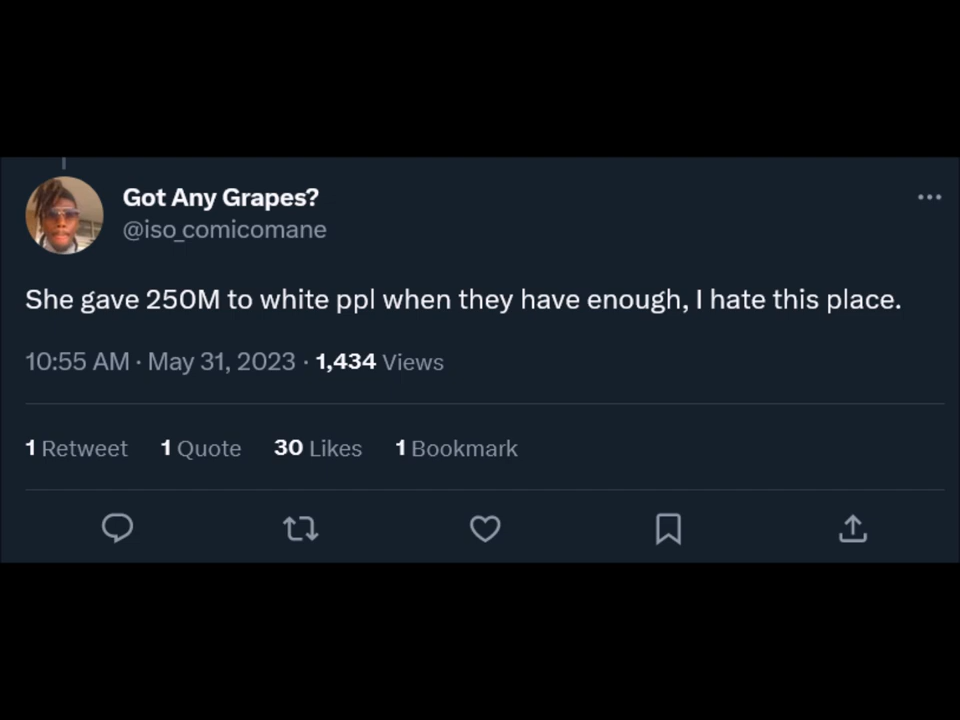 Got Any Grapes?
@iso_comicomane
She gave 250M to white ppl when they have enough, I hate this place.
10:55 AM · May 31, 2023 · 1,434 Views
1 Retweet 1 Quote 30 Likes 1 Bookmark